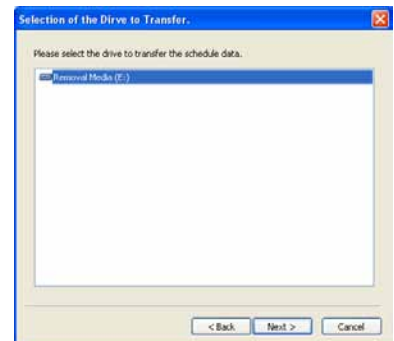 Selection of the Dirve to Transfer.
Please select the drive to transfer the schedule data.
Removal Media (E:)
< Back Next > Cancel